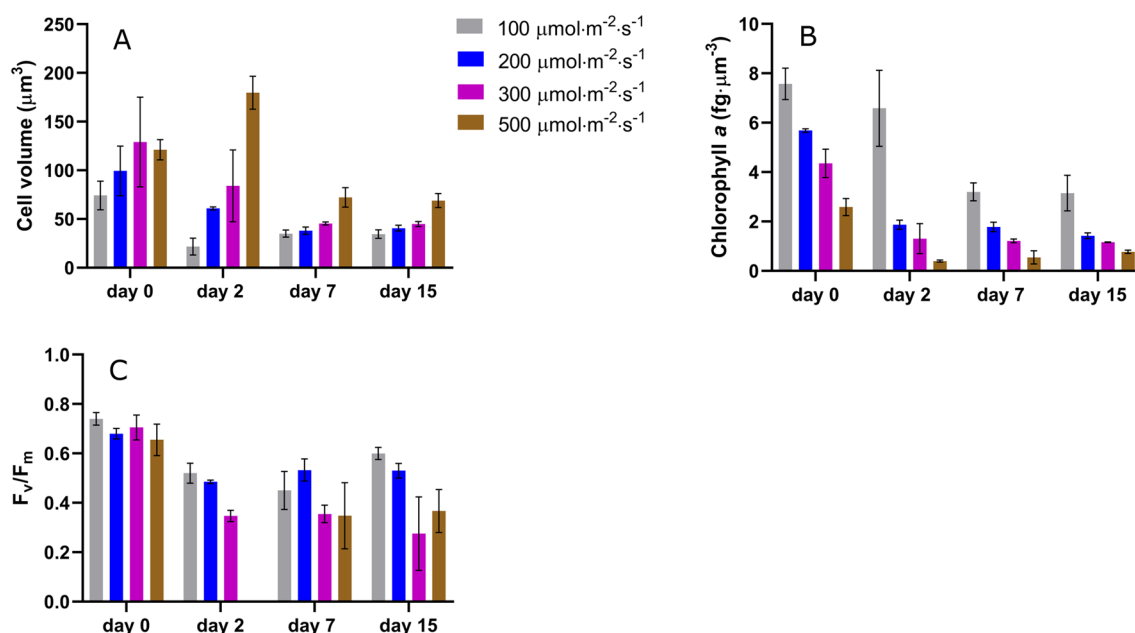 A
Cell volume (μm³)
250
200
150
100
50
0
day 0 day 2 day 7 day 15
100 μmol·m⁻²·s⁻¹
200 μmol·m⁻²·s⁻¹
300 μmol·m⁻²·s⁻¹
500 μmol·m⁻²·s⁻¹
B
Chlorophyll a (fg·μm⁻³)
10
8
6
4
2
0
day 0 day 2 day 7 day 15
C
Fᵥ/Fₘ
1.0
0.8
0.6
0.4
0.2
0.0
day 0 day 2 day 7 day 15